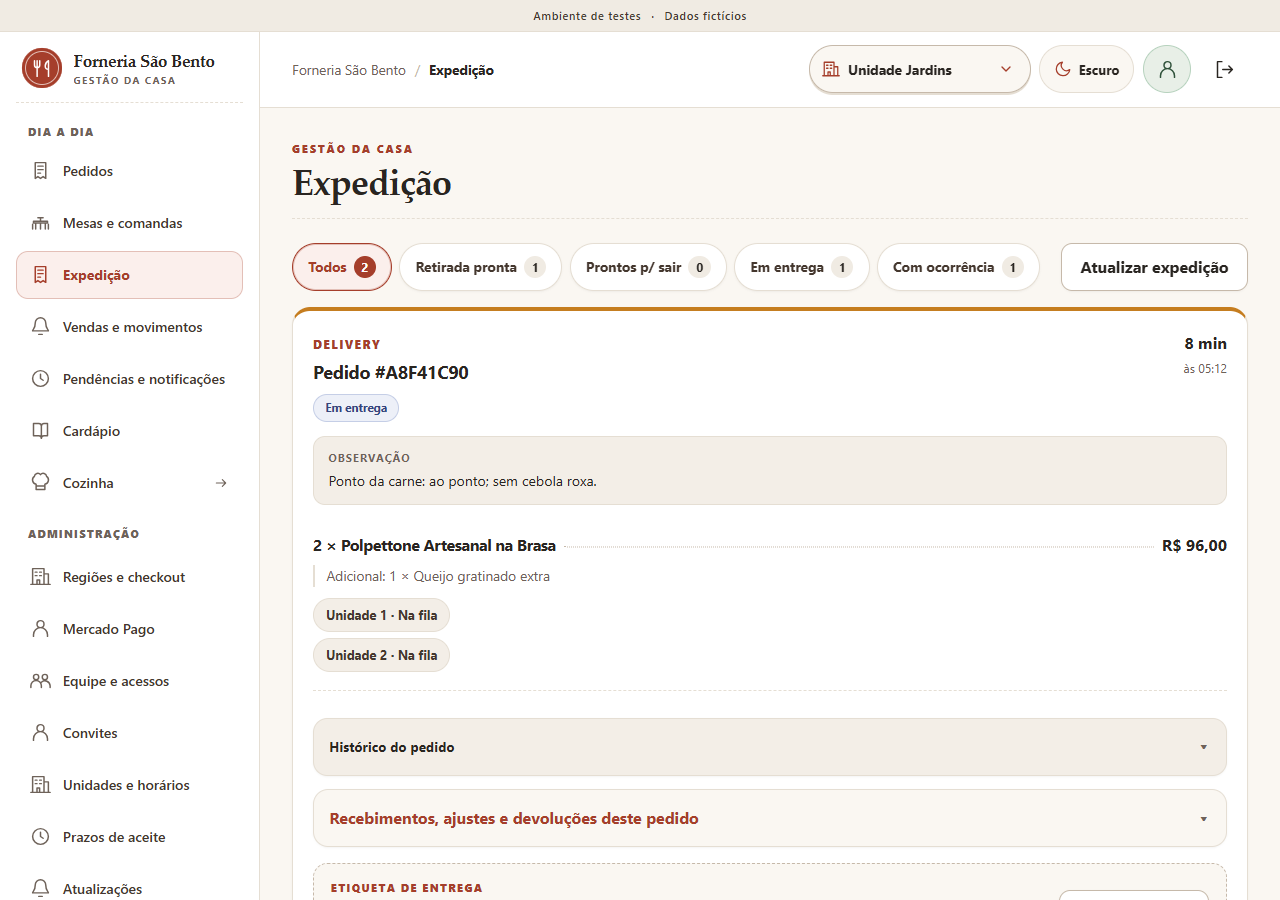 Ambiente de testes · Dados fictícios
Forneria São Bento
GESTÃO DA CASA
DIA A DIA
Pedidos
Mesas e comandas
Expedição
Vendas e movimentos
Pendências e notificações
Cardápio
Cozinha
ADMINISTRAÇÃO
Regiões e checkout
Mercado Pago
Equipe e acessos
Convites
Unidades e horários
Prazos de aceite
Atualizações
Forneria São Bento / Expedição
Unidade Jardins
Escuro
GESTÃO DA CASA
Expedição
Todos 2
Retirada pronta 1
Prontos p/ sair 0
Em entrega 1
Com ocorrência 1
Atualizar expedição
DELIVERY
8 min
Pedido #A8F41C90
às 05:12
Em entrega
OBSERVAÇÃO
Ponto da carne: ao ponto; sem cebola roxa.
2 × Polpettone Artesanal na Brasa R$ 96,00
Adicional: 1 × Queijo gratinado extra
Unidade 1 · Na fila
Unidade 2 · Na fila
Histórico do pedido
Recebimentos, ajustes e devoluções deste pedido
ETIQUETA DE ENTREGA